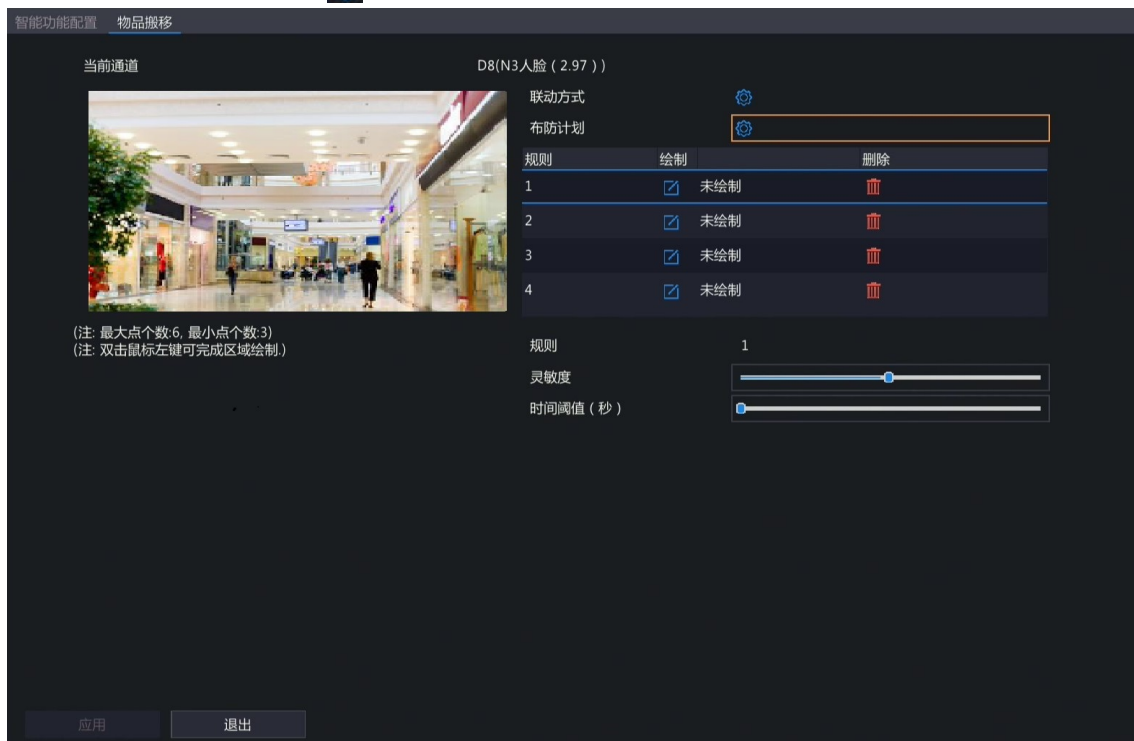 智能功能配置 物品搬移
当前通道 D8(N3人脸（2.97）)
联动方式
布防计划
规则 绘制 删除
1 未绘制
2 未绘制
3 未绘制
4 未绘制
(注: 最大点个数:6, 最小点个数:3)
(注: 双击鼠标左键可完成区域绘制.)
规则 1
灵敏度
时间阈值（秒）
应用 退出